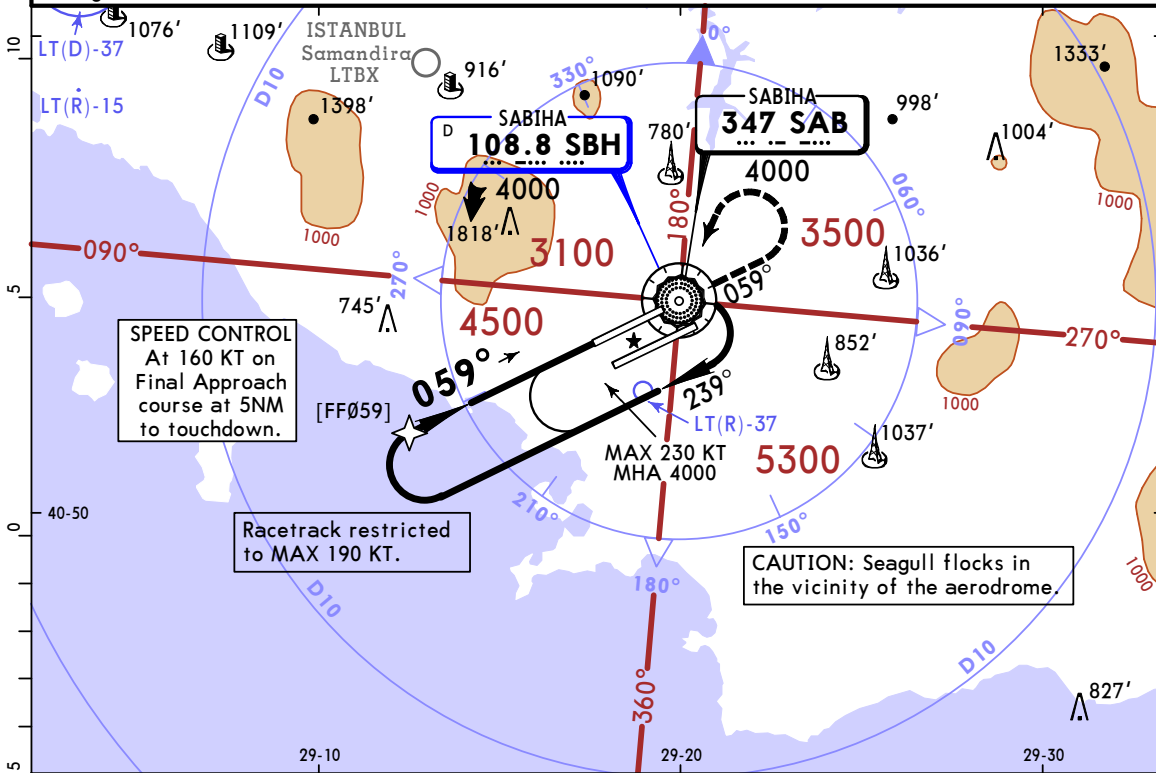 1076'
1109'
LT(D)-37
LT(R)-15
ISTANBUL
Samandira
LTBX
916'
D10
330°
1090'
0°
1398'
1333'
SABIHA
D 108.8 SBH
SABIHA
347 SAB
998'
1004'
780'
4000
4000
060°
1000
1818'
3100
180°
3500
1000
1000
1036'
090°
270°
059°
745'
4500
090°
270°
SPEED CONTROL
At 160 KT on
Final Approach
course at 5NM
to touchdown.
059°
852'
239°
1000
[FFØ59]
LT(R)-37
1037'
MAX 230 KT
MHA 4000
5300
210°
150°
40-50
Racetrack restricted
to MAX 190 KT.
CAUTION: Seagull flocks in
the vicinity of the aerodrome.
1000
180°
D10
D10
360°
827'
29-10
29-20
29-30
10
5
0
5